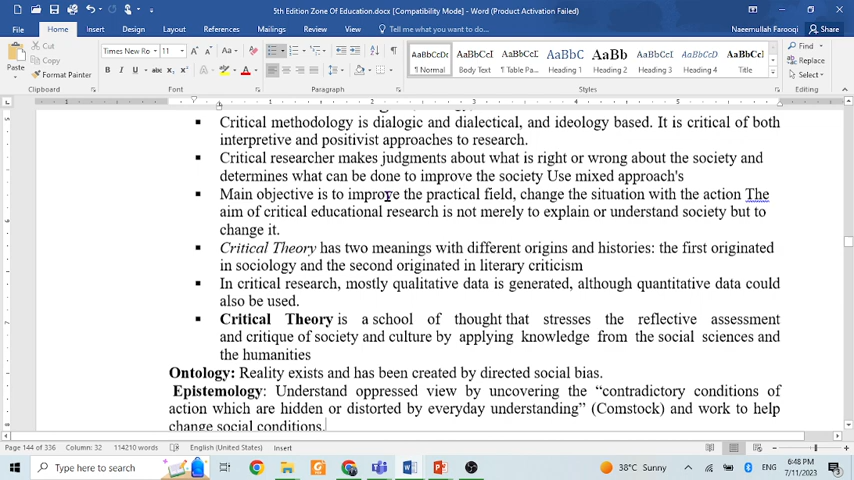 5th Edition Zone Of Education.docx [Compatibility Mode] - Word (Product Activation Failed)
File Home Insert Design Layout References Mailings Review View Tell me what you want to do... Naeemullah Farooqi Share
Cut
Copy
Format Painter
Paste
Times New Ro 11
Find
Replace
Select
AaBbCcDc AaBbCc AaBbCc AaBbC AaBb AaBbCcI AaBbCcD AaBbCcl
¶ Normal Body Text ¶ Table Pa... Heading 1 Heading 2 Heading 3 Heading 4 Title
Clipboard Font Paragraph Styles Editing
Critical methodology is dialogic and dialectical, and ideology based. It is critical of both
interpretive and positivist approaches to research.
Critical researcher makes judgments about what is right or wrong about the society and
determines what can be done to improve the society Use mixed approach's
Main objective is to improve the practical field, change the situation with the action The
aim of critical educational research is not merely to explain or understand society but to
change it.
Critical Theory has two meanings with different origins and histories: the first originated
in sociology and the second originated in literary criticism
In critical research, mostly qualitative data is generated, although quantitative data could
also be used.
Critical Theory is a school of thought that stresses the reflective assessment
and critique of society and culture by applying knowledge from the social sciences and
the humanities
Ontology: Reality exists and has been created by directed social bias.
Epistemology: Understand oppressed view by uncovering the “contradictory conditions of
action which are hidden or distorted by everyday understanding” (Comstock) and work to help
change social conditions.
Page 144 of 336 Column: 32 114210 words English (United States) Insert
Type here to search
38°C Sunny
ENG
6:48 PM
7/11/2023